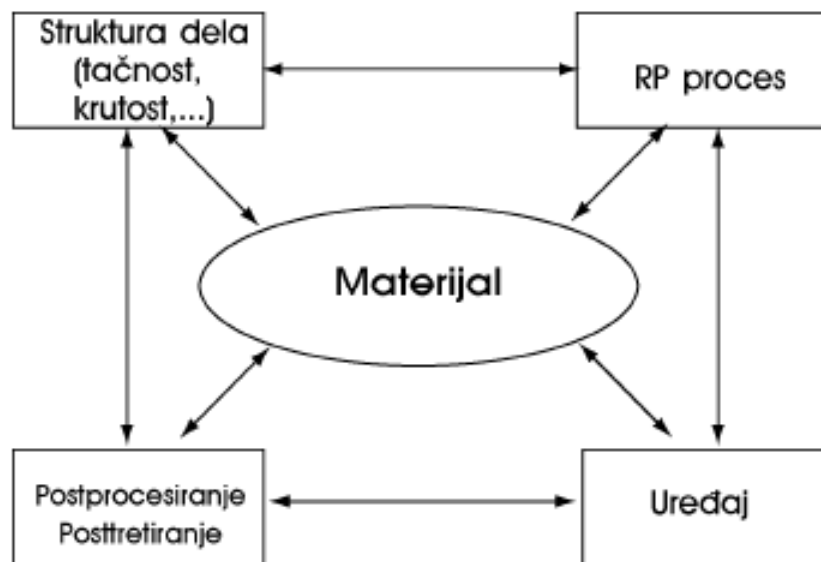 Struktura dela
(tačnost,
krutost,...)
RP proces
Materijal
Postprocesiranje
Posttretiranje
Uređaj